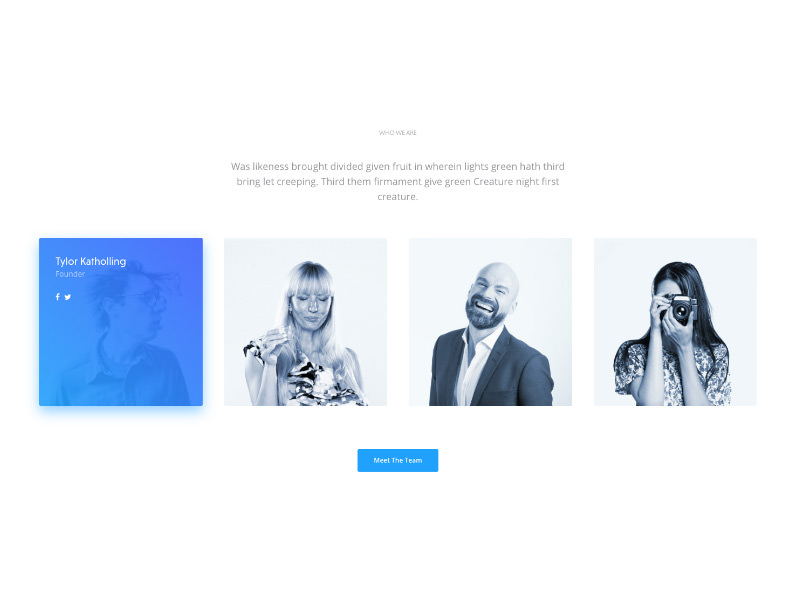 WHO WE ARE
Was likeness brought divided given fruit in wherein lights green hath third
bring let creeping. Third them firmament give green Creature night first
creature.
Tylor Katholling
Founder
Meet The Team